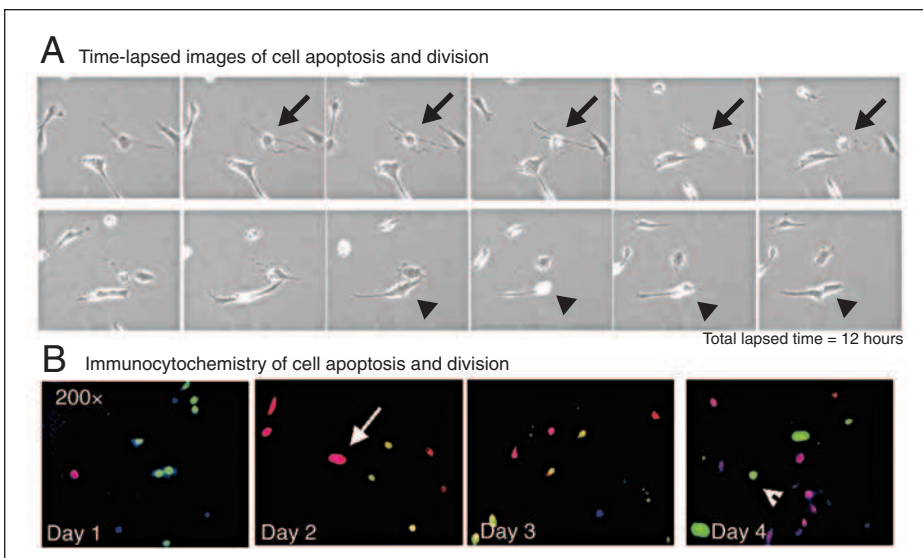 A Time-lapsed images of cell apoptosis and division
Total lapsed time = 12 hours
B Immunocytochemistry of cell apoptosis and division
200×
Day 1
Day 2
Day 3
Day 4